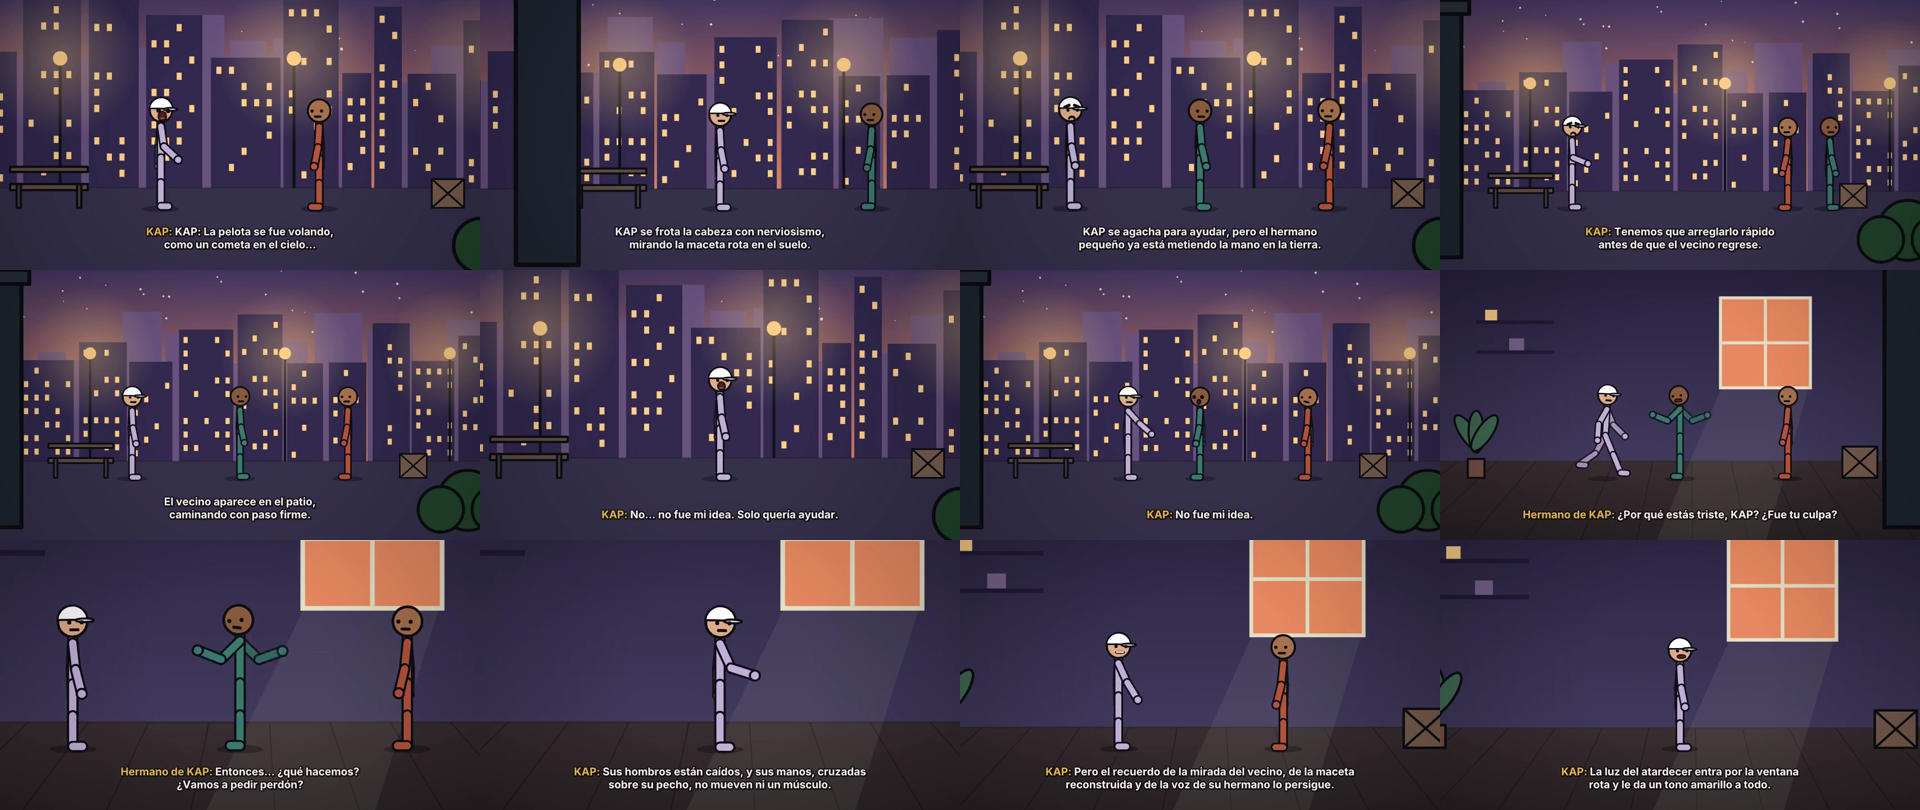 KAP: KAP: La pelota se fue volando,
como un cometa en el cielo...
KAP se frota la cabeza con nerviosismo,
mirando la maceta rota en el suelo.
KAP se agacha para ayudar, pero el hermano
pequeño ya está metiendo la mano en la tierra.
KAP: Tenemos que arreglarlo rápido
antes de que el vecino regrese.
El vecino aparece en el patio,
caminando con paso firme.
KAP: No... no fue mi idea. Solo quería ayudar.
KAP: No fue mi idea.
Hermano de KAP: ¿Por qué estás triste, KAP? ¿Fue tu culpa?
Hermano de KAP: Entonces... ¿qué hacemos?
¿Vamos a pedir perdón?
KAP: Sus hombros están caídos, y sus manos, cruzadas
sobre su pecho, no mueven ni un músculo.
KAP: Pero el recuerdo de la mirada del vecino, de la maceta
reconstruida y de la voz de su hermano lo persigue.
KAP: La luz del atardecer entra por la ventana
rota y le da un tono amarillo a todo.